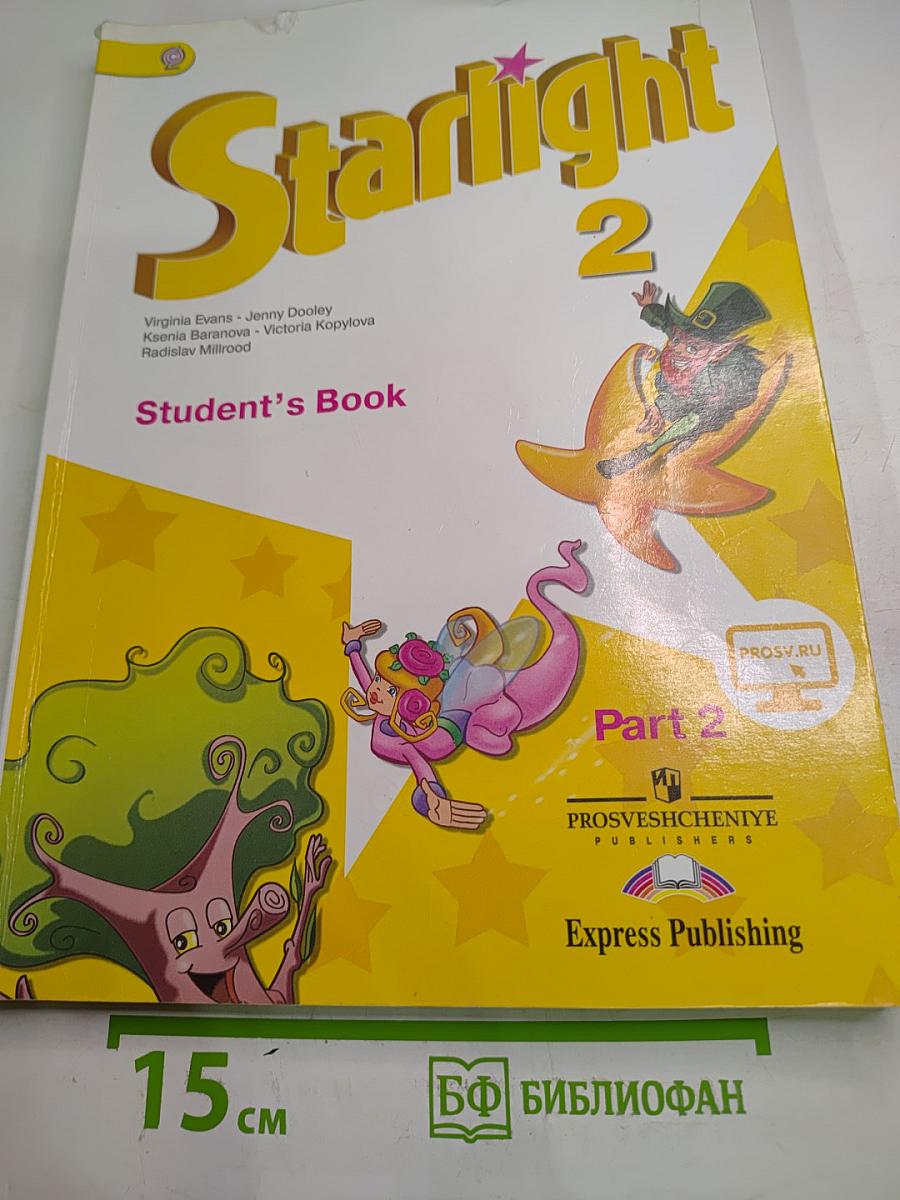 Starlight
2
Virginia Evans - Jenny Dooley
Ksenia Baranova - Victoria Kopylova
Radislav Millrood
Student's Book
PROSV.RU
Part 2
ИП
PROSVESHCHENIYE
PUBLISHERS
Express Publishing
15 см
БФ БИБЛИОФАН